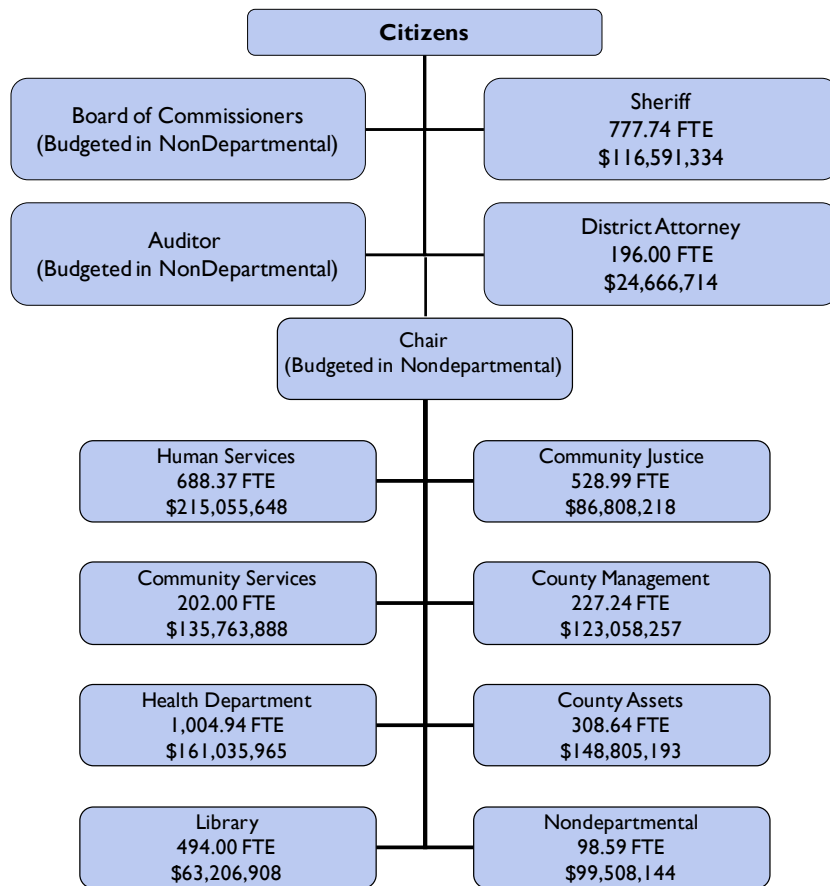 Citizens
Board of Commissioners
(Budgeted in NonDepartmental)
Sheriff
777.74 FTE
$116,591,334
Auditor
(Budgeted in NonDepartmental)
District Attorney
196.00 FTE
$24,666,714
Chair
(Budgeted in Nondepartmental)
Human Services
688.37 FTE
$215,055,648
Community Justice
528.99 FTE
$86,808,218
Community Services
202.00 FTE
$135,763,888
County Management
227.24 FTE
$123,058,257
Health Department
1,004.94 FTE
$161,035,965
County Assets
308.64 FTE
$148,805,193
Library
494.00 FTE
$63,206,908
Nondepartmental
98.59 FTE
$99,508,144